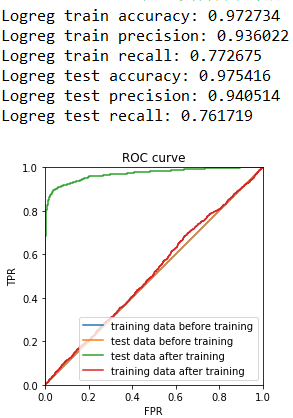 Logreg train accuracy: 0.972734
Logreg train precision: 0.936022
Logreg train recall: 0.772675
Logreg test accuracy: 0.975416
Logreg test precision: 0.940514
Logreg test recall: 0.761719
ROC curve
1.0
0.8
0.6
0.4
0.2
0.0
TPR
training data before training
test data before training
test data after training
training data after training
0.0 0.2 0.4 0.6 0.8 1.0
FPR